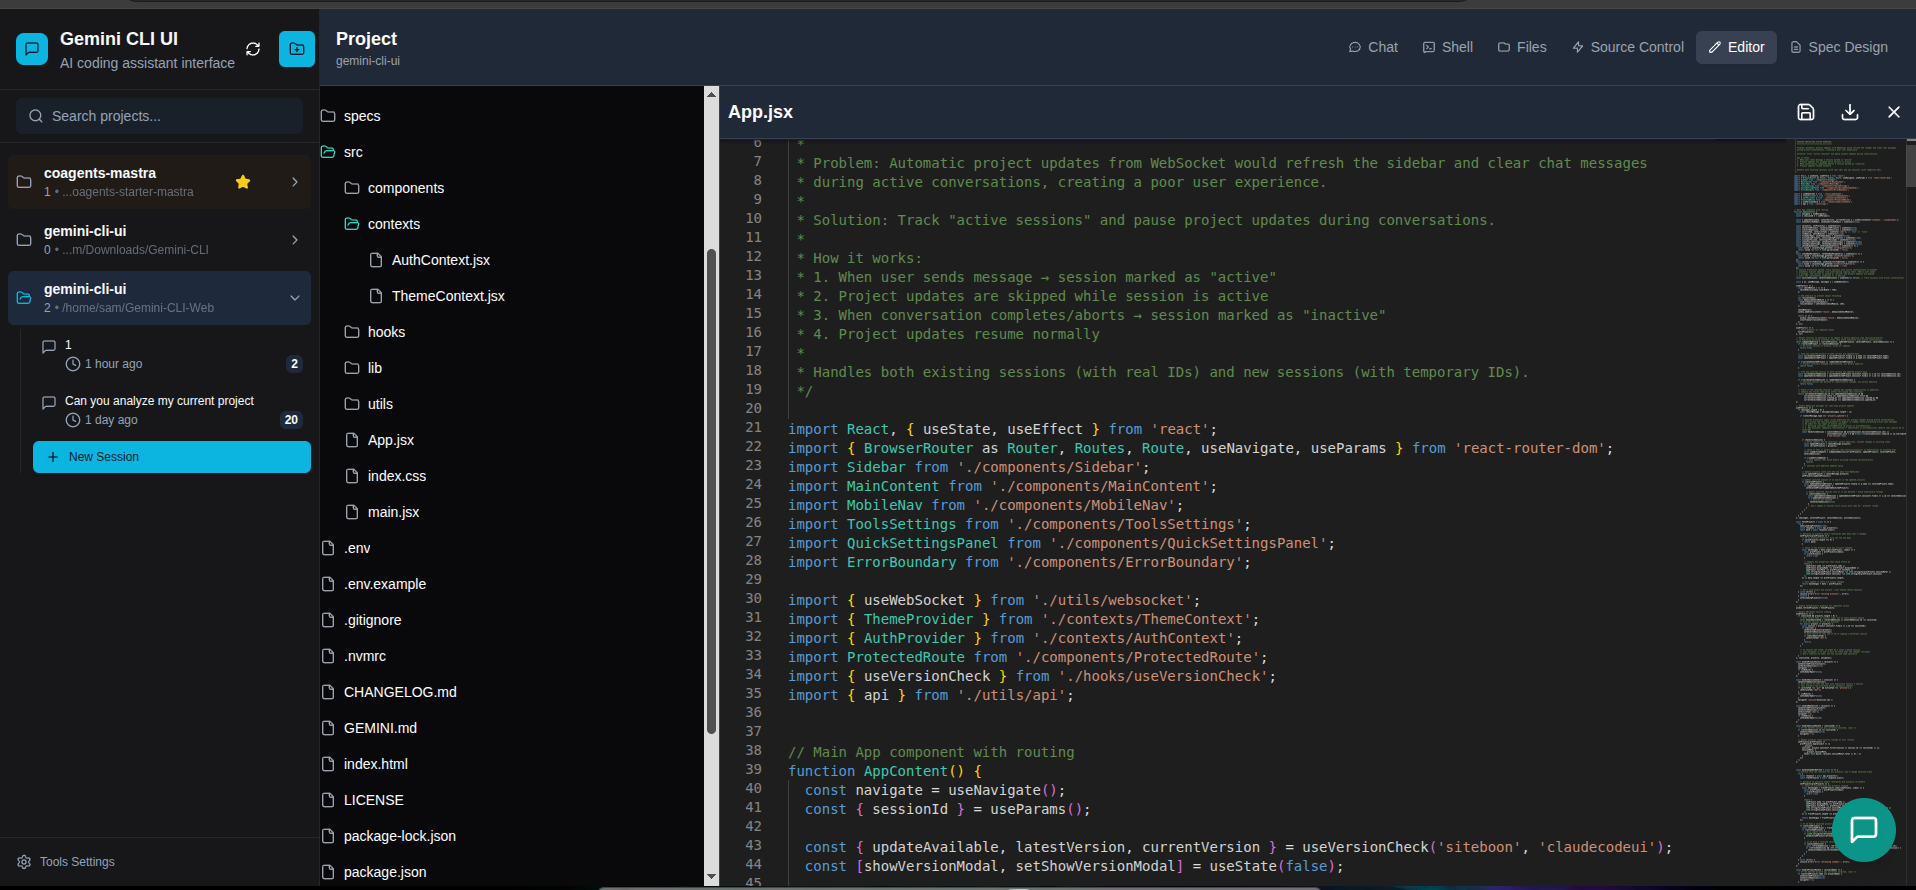 Gemini CLI UI
AI coding assistant interface
Project
gemini-cli-ui
Chat
Shell
Files
Source Control
Editor
Spec Design
Search projects...
coagents-mastra
1 • ...oagents-starter-mastra
gemini-cli-ui
0 • ...m/Downloads/Gemini-CLI
gemini-cli-ui
2 • /home/sam/Gemini-CLI-Web
1
1 hour ago
2
Can you analyze my current project
1 day ago
20
New Session
Tools Settings
specs
src
components
contexts
AuthContext.jsx
ThemeContext.jsx
hooks
lib
utils
App.jsx
index.css
main.jsx
.env
.env.example
.gitignore
.nvmrc
CHANGELOG.md
GEMINI.md
index.html
LICENSE
package-lock.json
package.json
App.jsx
6 *
7 * Problem: Automatic project updates from WebSocket would refresh the sidebar and clear chat messages
8 * during active conversations, creating a poor user experience.
9 *
10 * Solution: Track "active sessions" and pause project updates during conversations.
11 *
12 * How it works:
13 * 1. When user sends message → session marked as "active"
14 * 2. Project updates are skipped while session is active
15 * 3. When conversation completes/aborts → session marked as "inactive"
16 * 4. Project updates resume normally
17 *
18 * Handles both existing sessions (with real IDs) and new sessions (with temporary IDs).
19 */
20
21 import React, { useState, useEffect } from 'react';
22 import { BrowserRouter as Router, Routes, Route, useNavigate, useParams } from 'react-router-dom';
23 import Sidebar from './components/Sidebar';
24 import MainContent from './components/MainContent';
25 import MobileNav from './components/MobileNav';
26 import ToolsSettings from './components/ToolsSettings';
27 import QuickSettingsPanel from './components/QuickSettingsPanel';
28 import ErrorBoundary from './components/ErrorBoundary';
29
30 import { useWebSocket } from './utils/websocket';
31 import { ThemeProvider } from './contexts/ThemeContext';
32 import { AuthProvider } from './contexts/AuthContext';
33 import ProtectedRoute from './components/ProtectedRoute';
34 import { useVersionCheck } from './hooks/useVersionCheck';
35 import { api } from './utils/api';
36
37
38 // Main App component with routing
39 function AppContent() {
40 const navigate = useNavigate();
41 const { sessionId } = useParams();
42
43 const { updateAvailable, latestVersion, currentVersion } = useVersionCheck('siteboon', 'claudecodeui');
44 const [showVersionModal, setShowVersionModal] = useState(false);
45